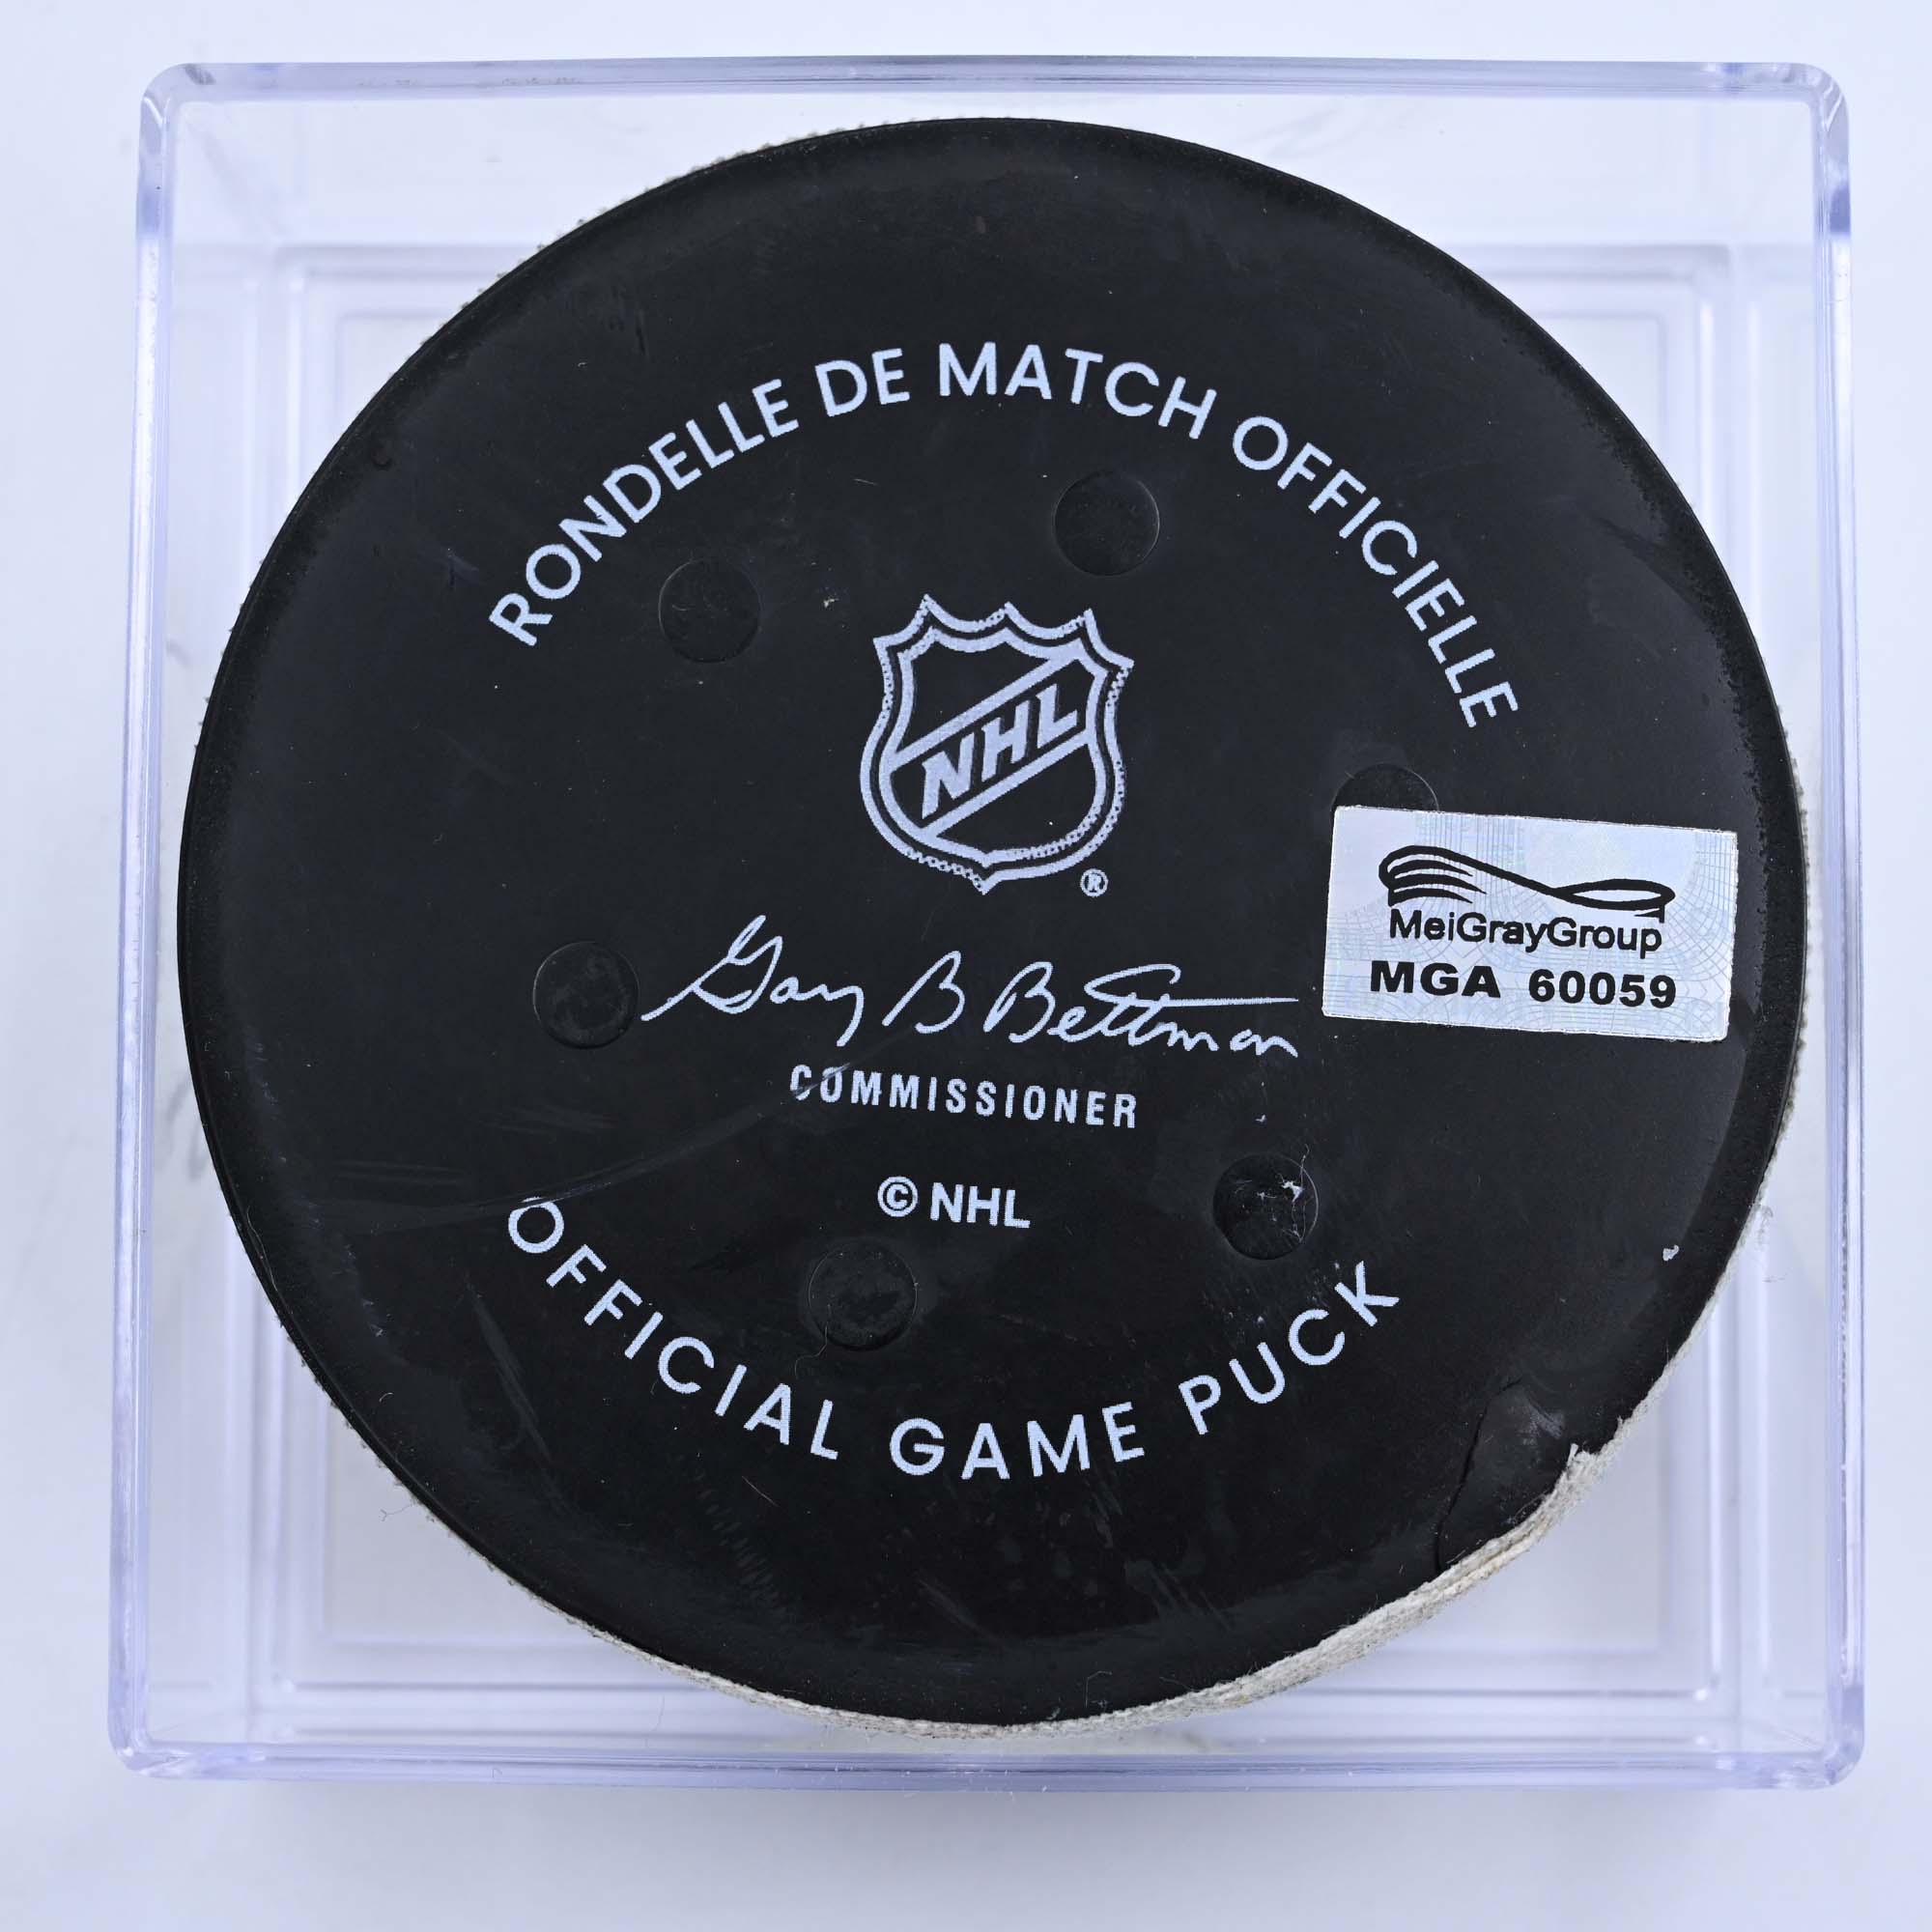 RONDELLE DE MATCH OFFICIELLE
NHL
®
Gary B Bettman
COMMISSIONER
© NHL
OFFICIAL GAME PUCK
MeiGrayGroup
MGA 60059